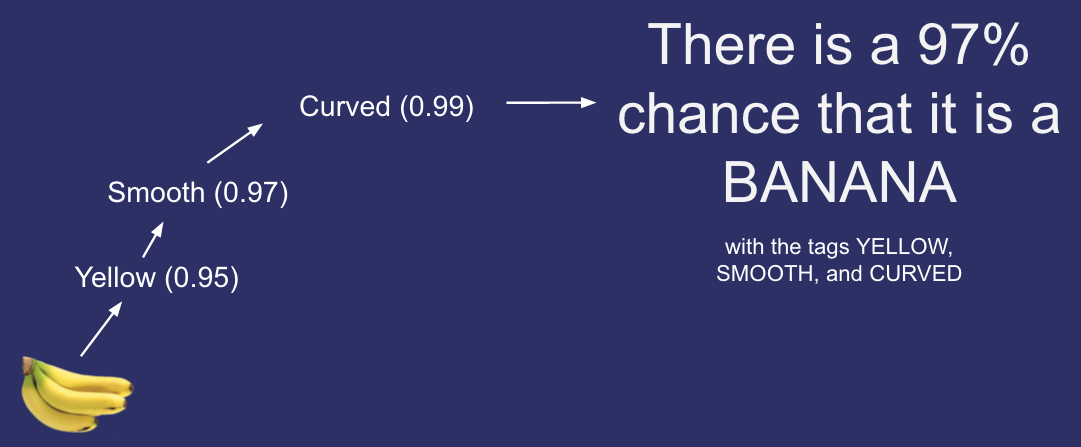 There is a 97%
chance that it is a
BANANA
with the tags YELLOW,
SMOOTH, and CURVED
Curved (0.99)
Smooth (0.97)
Yellow (0.95)